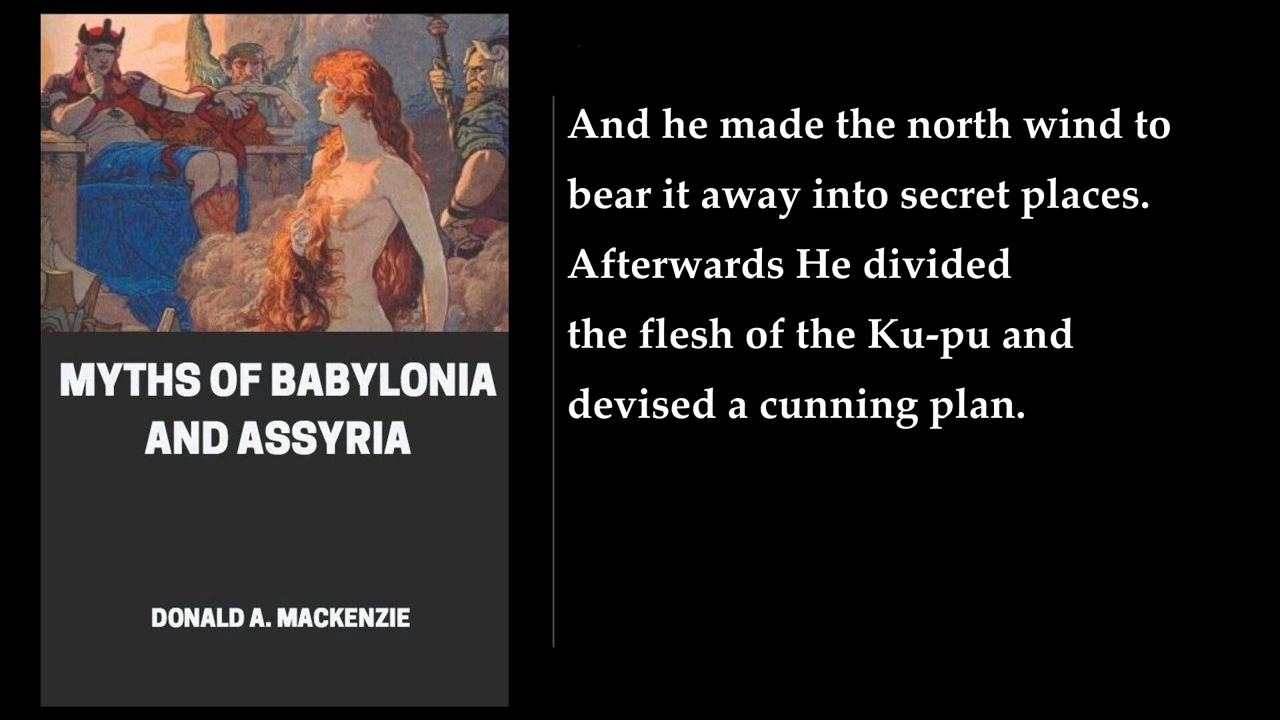 MYTHS OF BABYLONIA
AND ASSYRIA
DONALD A. MACKENZIE
And he made the north wind to
bear it away into secret places.
Afterwards He divided
the flesh of the Ku-pu and
devised a cunning plan.